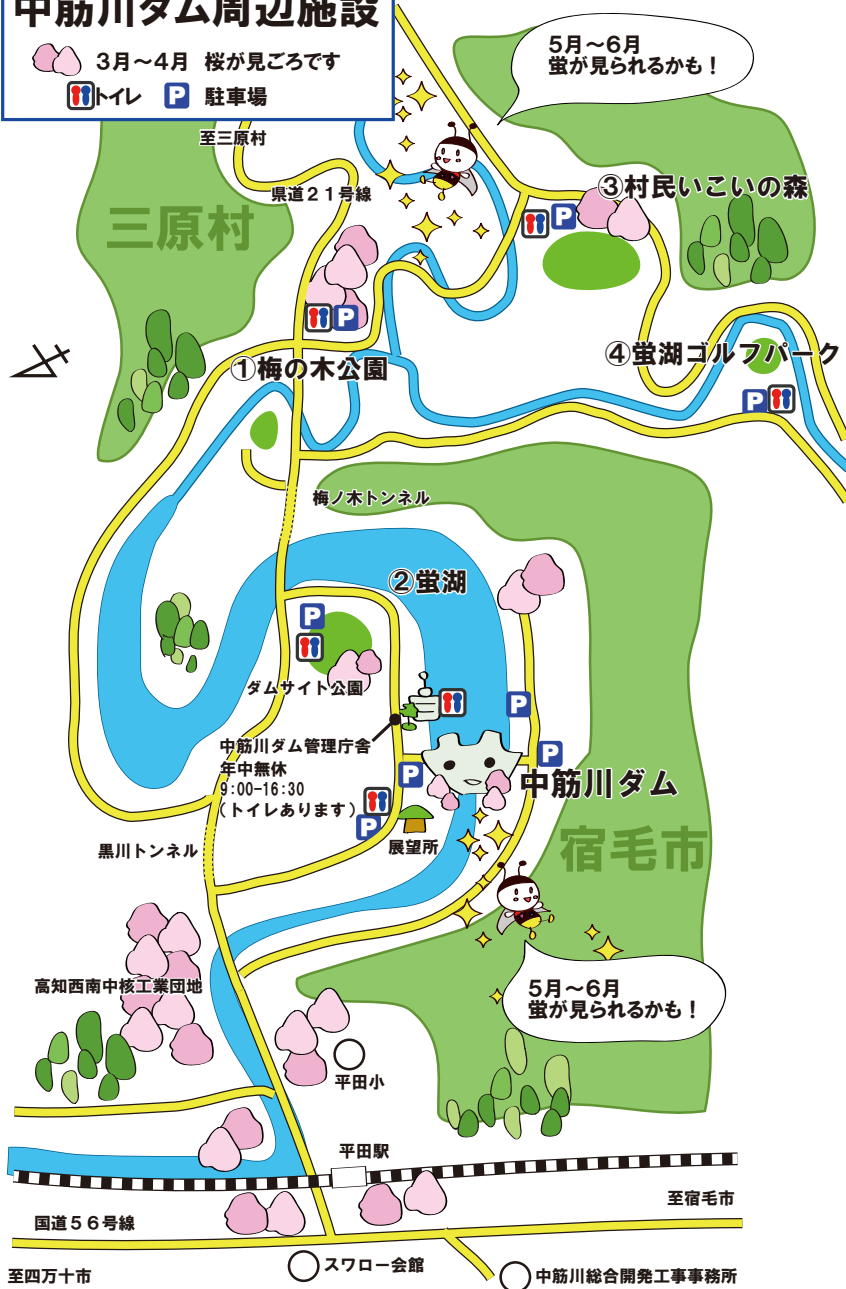 中筋川ダム周辺施設
3月～4月 桜が見ごろです
トイレ P 駐車場
5月～6月
蛍が見られるかも！
至三原村
県道21号線
③村民いこいの森
P
三原村
P
①梅の木公園
④蛍湖ゴルフパーク
P
梅ノ木トンネル
②蛍湖
P
ダムサイト公園
P
中筋川ダム管理庁舎
年中無休
9:00-16:30
（トイレあります）
P
P
中筋川ダム
P
展望所
黒川トンネル
宿毛市
高知西南中核工業団地
5月～6月
蛍が見られるかも！
平田小
平田駅
至宿毛市
国道56号線
至四万十市
スワロー会館
中筋川総合開発工事事務所